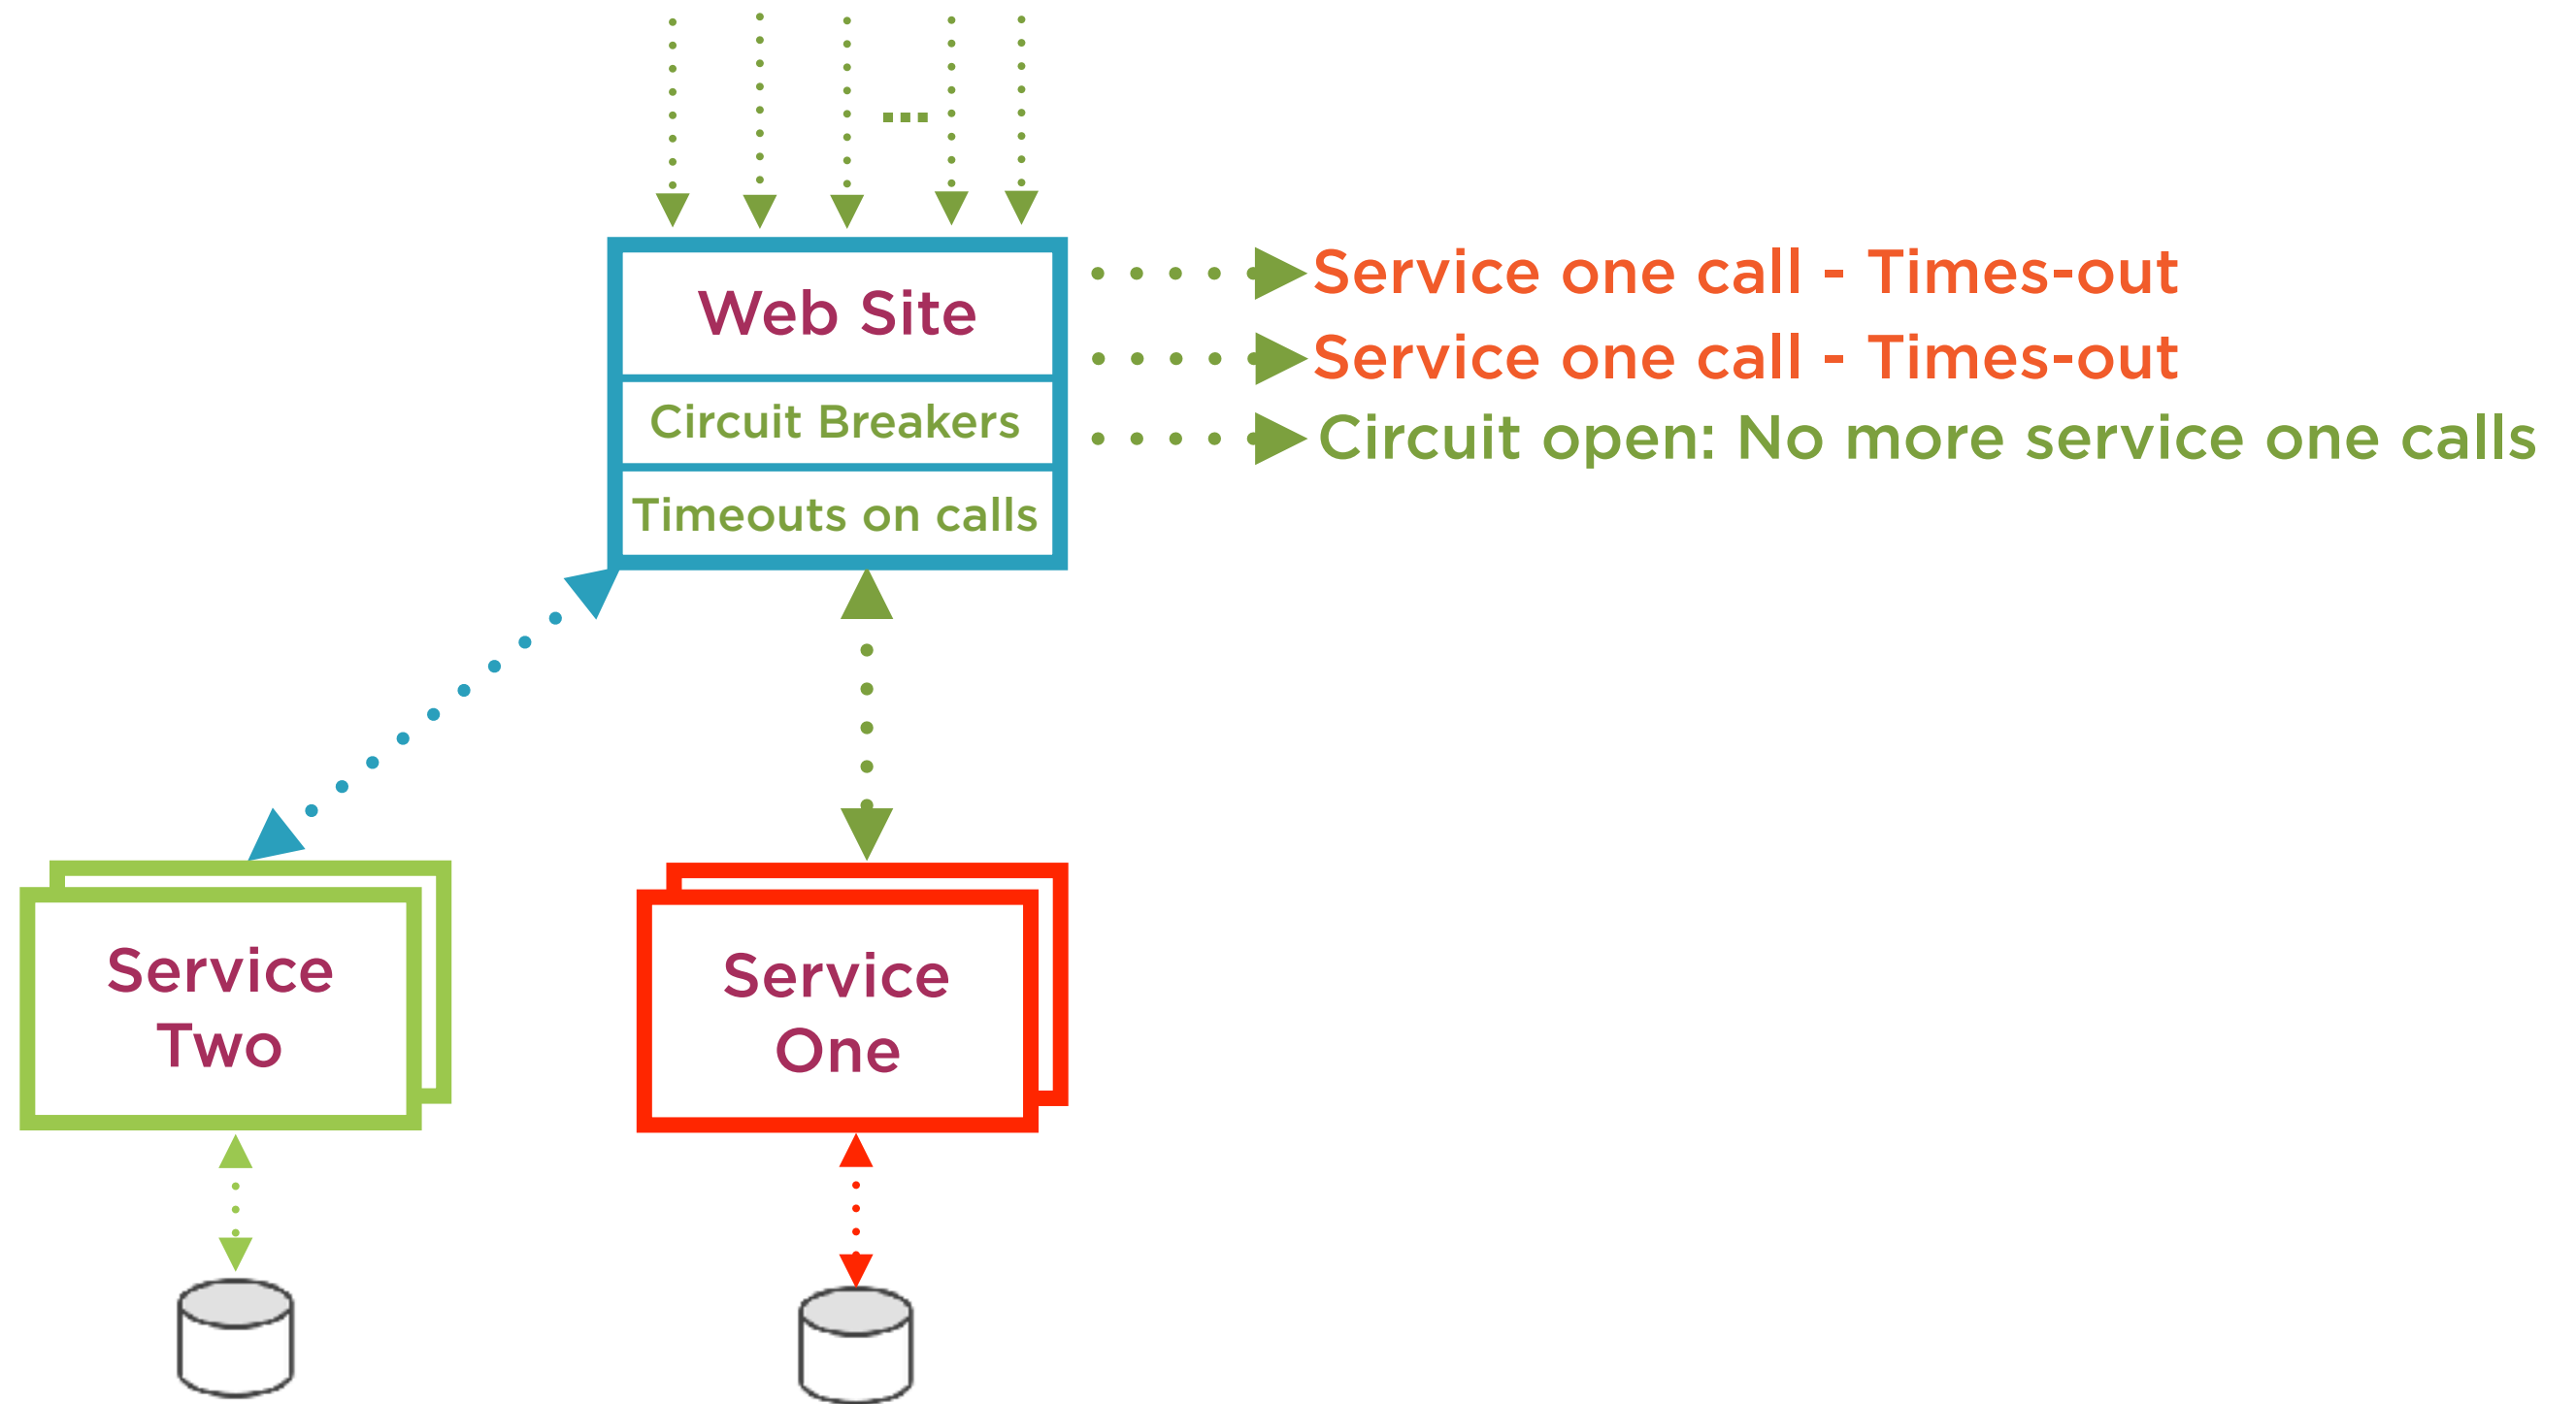 ...
Web Site
Circuit Breakers
Timeouts on calls
Service one call - Times-out
Service one call - Times-out
Circuit open: No more service one calls
Service
Two
Service
One